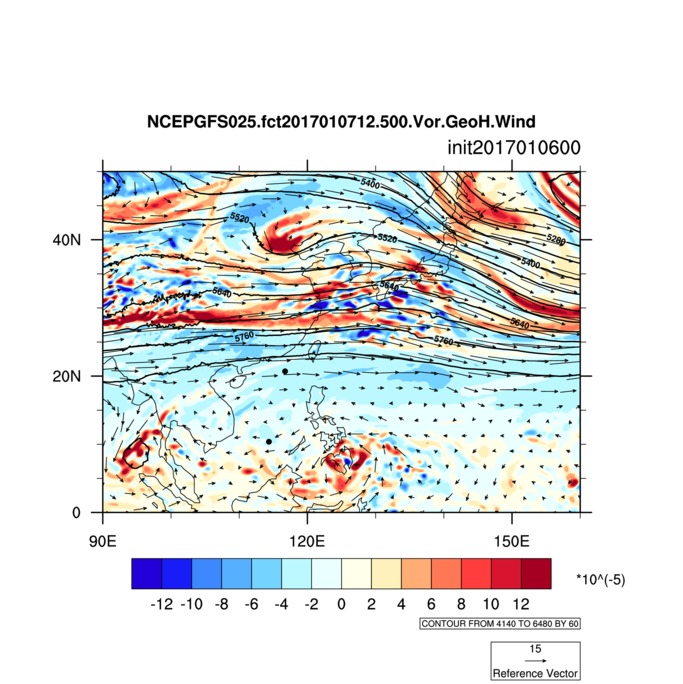 NCEPGFS025.fct2017010712.500.Vor.GeoH.Wind
init2017010600
5400
5520
40N
5520
5280
5400
5640
5640
5640
5760
5760
20N
0
90E 120E 150E
-12 -10 -8 -6 -4 -2 0 2 4 6 8 10 12
*10^(-5)
CONTOUR FROM 4140 TO 6480 BY 60
15
Reference Vector